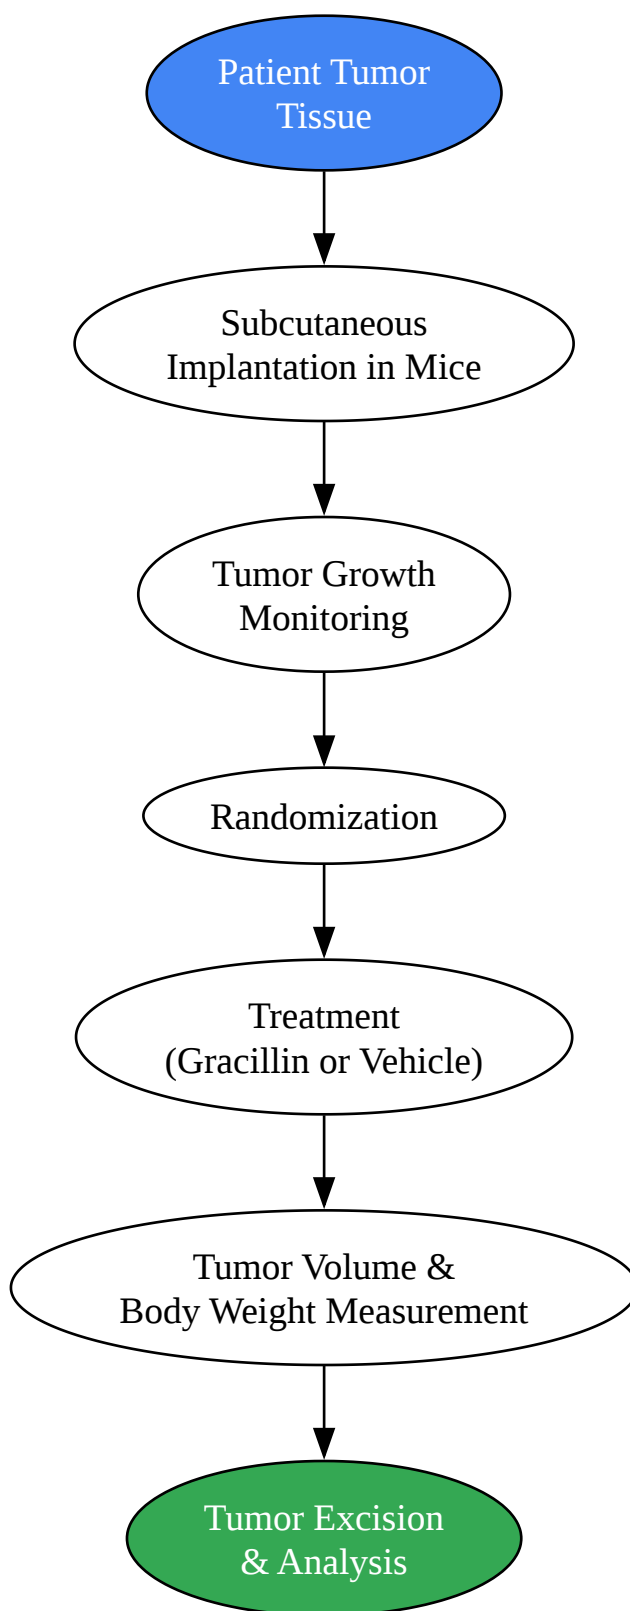 Patient Tumor
Tissue
Subcutaneous
Implantation in Mice
Tumor Growth
Monitoring
Randomization
Treatment
(Gracillin or Vehicle)
Tumor Volume &
Body Weight Measurement
Tumor Excision
& Analysis